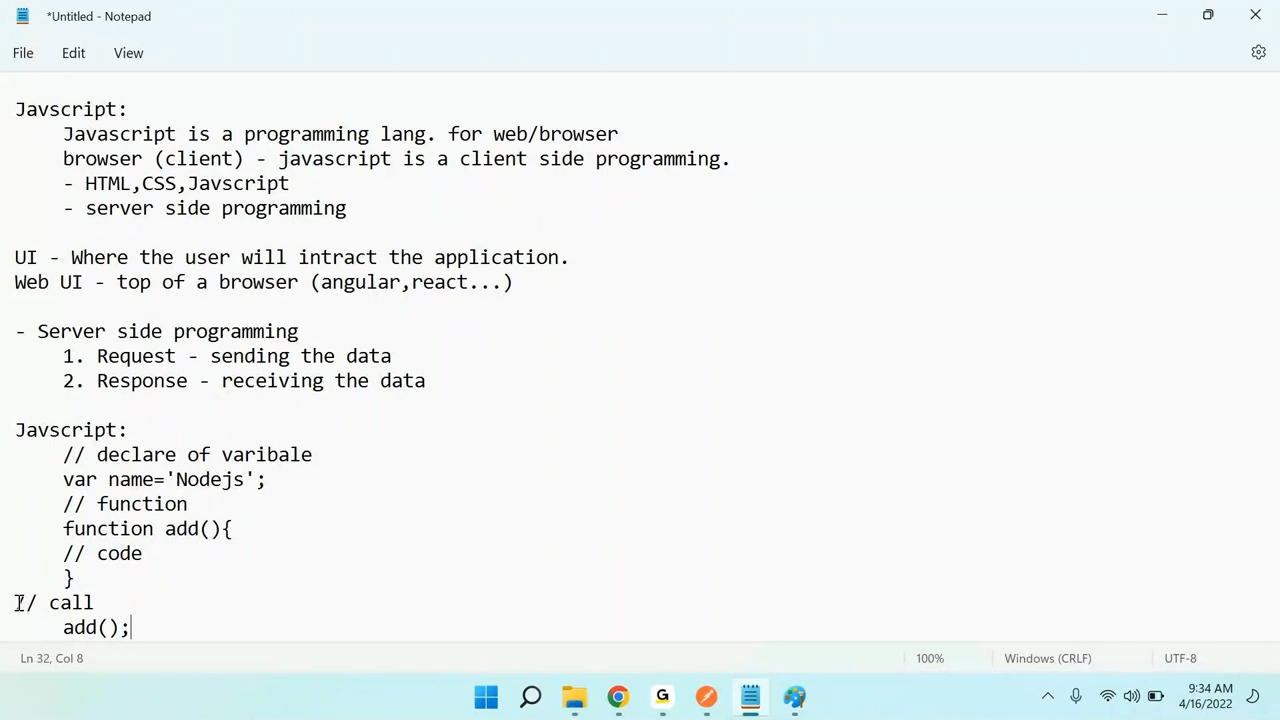 *Untitled - Notepad
File Edit View
Javscript:
Javascript is a programming lang. for web/browser
browser (client) - javascript is a client side programming.
- HTML,CSS,Javscript
- server side programming
UI - Where the user will intract the application.
Web UI - top of a browser (angular,react...)
- Server side programming
1. Request - sending the data
2. Response - receiving the data
Javscript:
// declare of varibale
var name='Nodejs';
// function
function add(){
// code
}
// call
add();
Ln 32, Col 8 100% Windows (CRLF) UTF-8
G
9:34 AM
4/16/2022